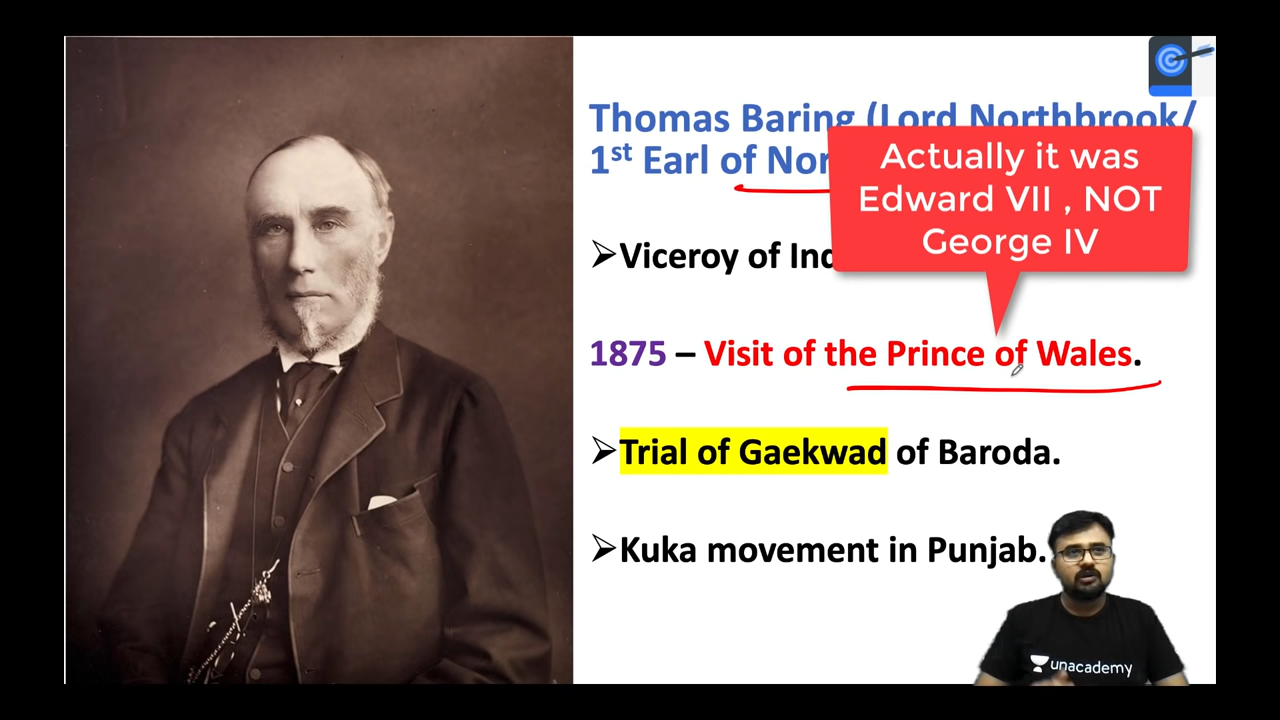 Thomas Baring (Lord Northbrook/
1st Earl of Nor
Actually it was
Edward VII , NOT
George IV
➢Viceroy of Ind
1875 – Visit of the Prince of Wales.
➢Trial of Gaekwad of Baroda.
➢Kuka movement in Punjab.
unacademy